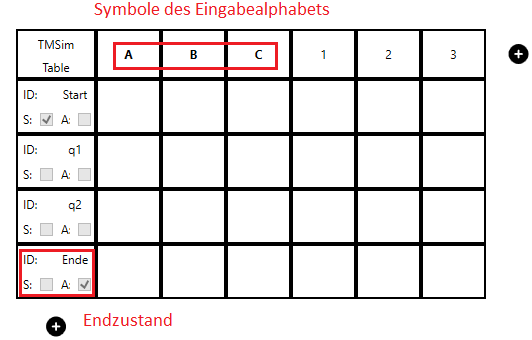 Symbole des Eingabealphabets
TMSim Table A B C 1 2 3
ID: Start
S: A:
ID: q1
S: A:
ID: q2
S: A:
ID: Ende
S: A:
Endzustand